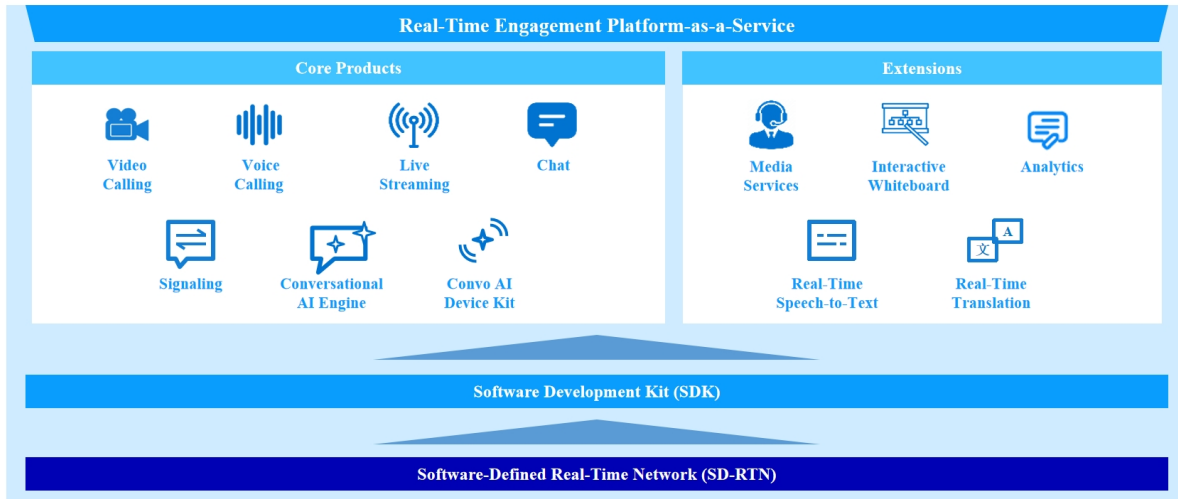 Real-Time Engagement Platform-as-a-Service
Core Products
Extensions
Video
Calling
Voice
Calling
Live
Streaming
Chat
Media
Services
Interactive
Whiteboard
Analytics
Signaling
Conversational
AI Engine
Convo AI
Device Kit
Real-Time
Speech-to-Text
文
A
Real-Time
Translation
Software Development Kit (SDK)
Software-Defined Real-Time Network (SD-RTN)